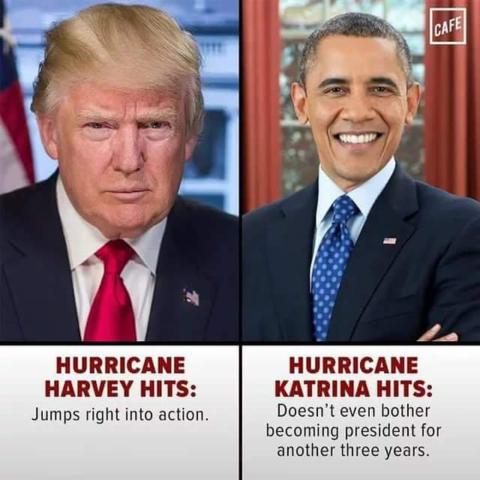 CAFE
HURRICANE
HARVEY HITS:
Jumps right into action.
HURRICANE
KATRINA HITS:
Doesn't even bother
becoming president for
another three years.